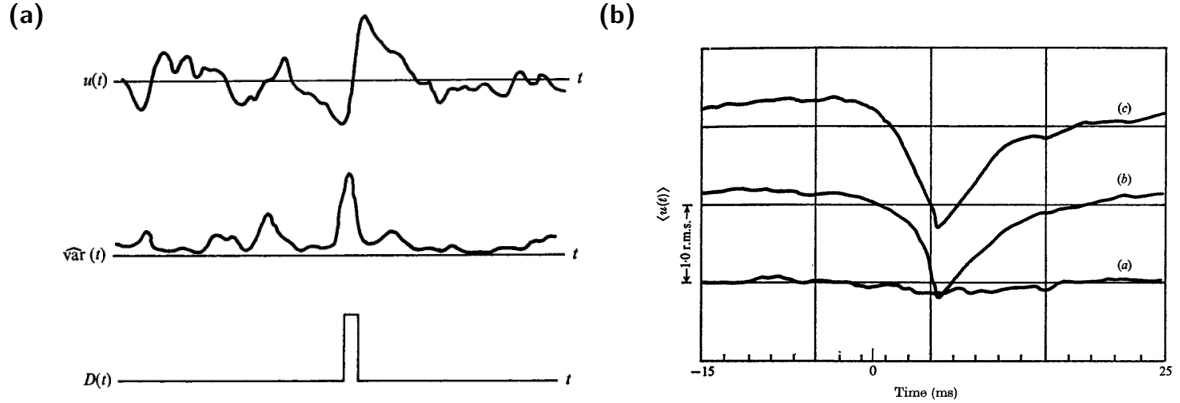 (a)
u(t) t
v̂ar (t) t
D(t) t
(b)
(c)
(b)
(a)
⟨u(t)⟩
1·0 r.m.s.
−15 0 25
Time (ms)